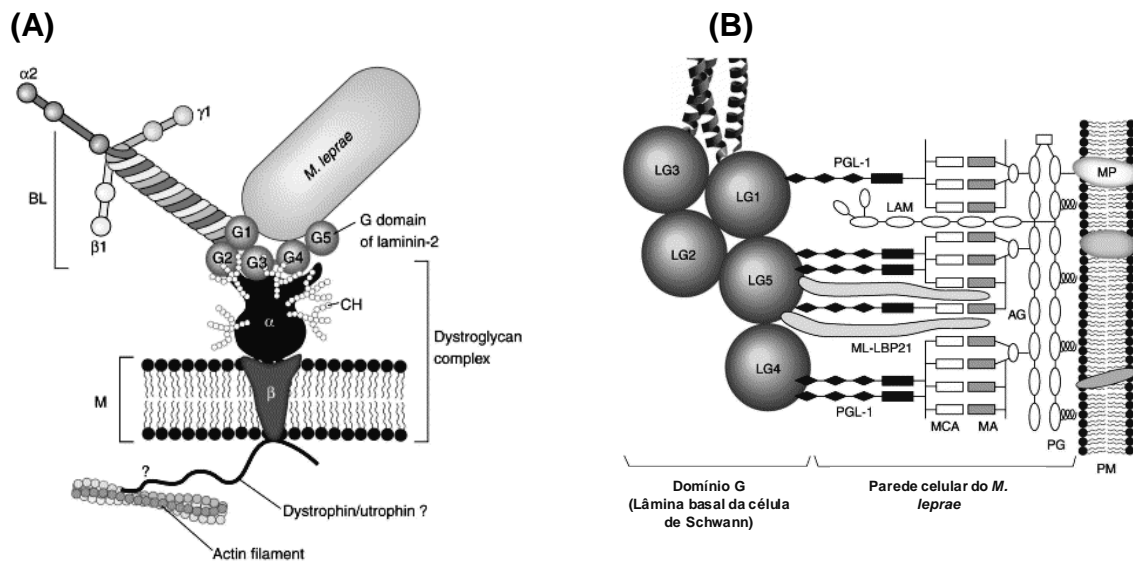 (A)
α2
γ1
M. leprae
BL
β1
G1
G5
G2
G3
G4
G domain
of laminin-2
CH
α
Dystroglycan
complex
M
β
?
Dystrophin/utrophin ?
Actin filament
(B)
LG3
LG1
PGL-1
MP
LAM
LG2
LG5
AG
ML-LBP21
LG4
PGL-1
MCA
MA
PG
PM
Domínio G
(Lâmina basal da célula
de Schwann)
Parede celular do M.
leprae